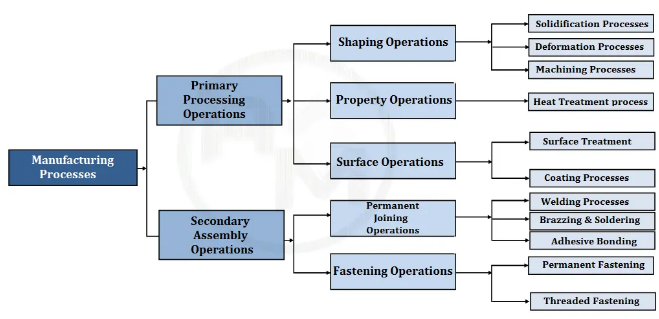 Manufacturing
Processes
Primary
Processing
Operations
Secondary
Assembly
Operations
Shaping Operations
Property Operations
Surface Operations
Permanent
Joining
Operations
Fastening Operations
Solidification Processes
Deformation Processes
Machining Processes
Heat Treatment process
Surface Treatment
Coating Processes
Welding Processes
Brazzing & Soldering
Adhesive Bonding
Permanent Fastening
Threaded Fastening